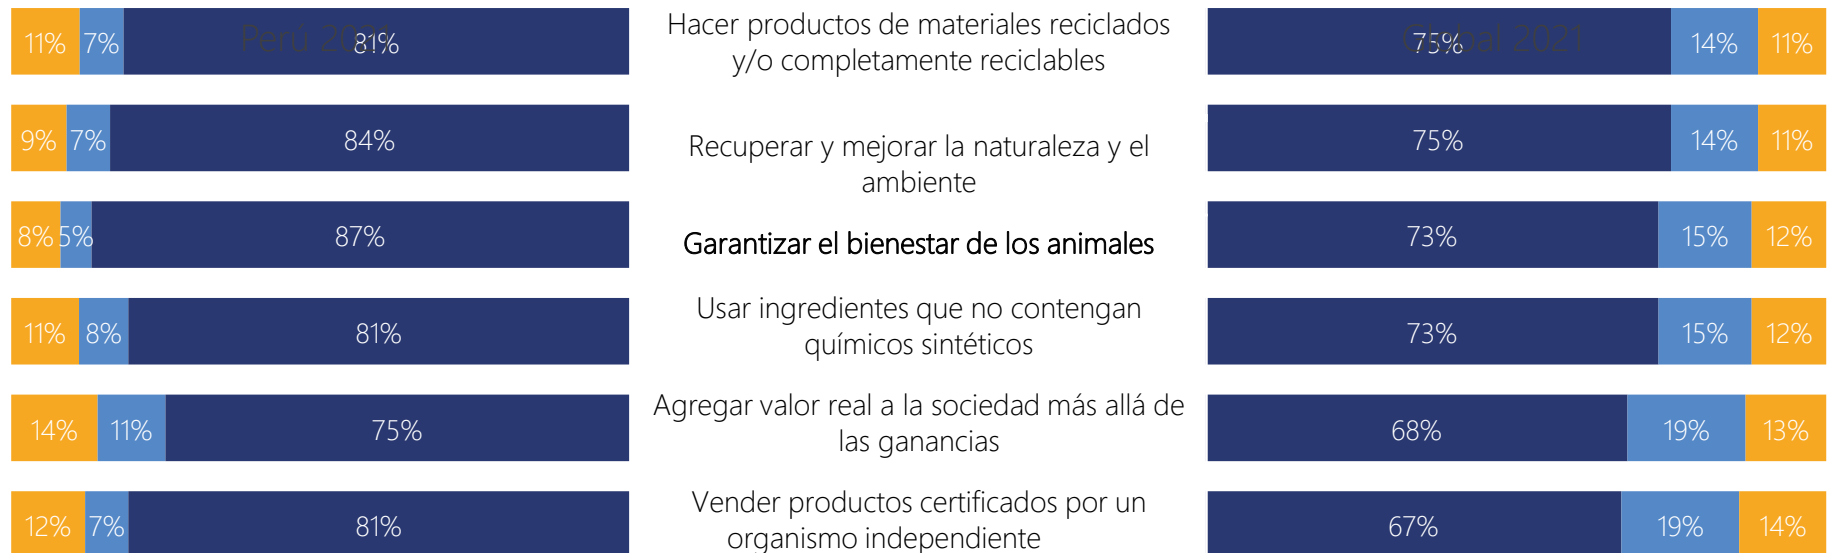 Perú 2021
Global 2021
11% 7% 81%
Hacer productos de materiales reciclados
y/o completamente reciclables
75% 14% 11%
9% 7% 84%
Recuperar y mejorar la naturaleza y el
ambiente
75% 14% 11%
8% 5% 87%
Garantizar el bienestar de los animales
73% 15% 12%
11% 8% 81%
Usar ingredientes que no contengan
químicos sintéticos
73% 15% 12%
14% 11% 75%
Agregar valor real a la sociedad más allá de
las ganancias
68% 19% 13%
12% 7% 81%
Vender productos certificados por un
organismo independiente
67% 19% 14%